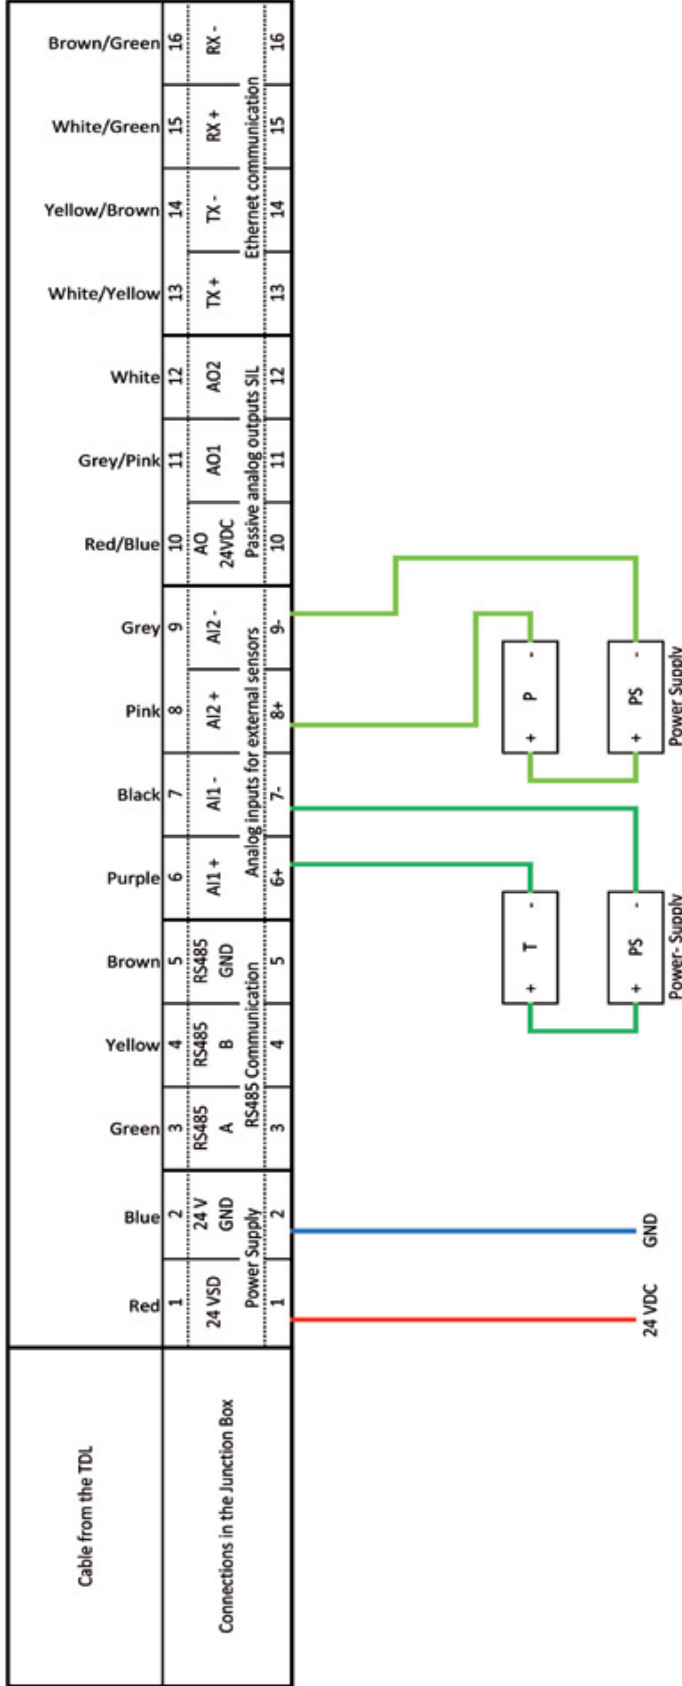 Cable from the TDL
Red
Blue
Green
Yellow
Brown
Purple
Black
Pink
Grey
Red/Blue
Grey/Pink
White
White/Yellow
Yellow/Brown
White/Green
Brown/Green
Connections in the Junction Box
1 2 3 4 5 6 7 8 9 10 11 12 13 14 15 16
24 VSD
24 V
GND
RS485
A
RS485
B
RS485
GND
AI1 +
AI1 -
AI2 +
AI2 -
AO
24VDC
AO1
AO2
TX +
TX -
RX +
RX -
Power Supply
RS485 Communication
Analog inputs for external sensors
Passive analog outputs SIL
Ethernet communication
1 2 3 4 5 6+ 7- 8+ 9- 10 11 12 13 14 15 16
+ T -
+ P -
+ PS -
+ PS -
24 VDC
GND
Power- Supply
Power Supply